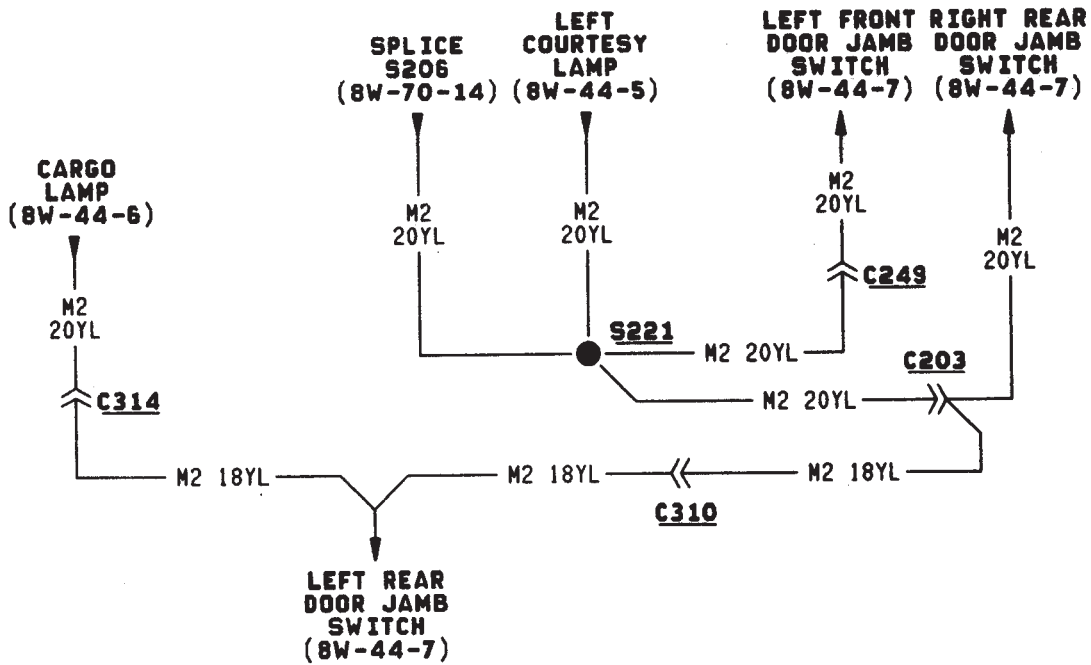 SPLICE
S206
(8W-70-14)
LEFT
COURTESY
LAMP
(8W-44-5)
LEFT FRONT
DOOR JAMB
SWITCH
(8W-44-7)
RIGHT REAR
DOOR JAMB
SWITCH
(8W-44-7)
CARGO
LAMP
(8W-44-6)
M2
20YL
M2
20YL
M2
20YL
M2
20YL
M2
20YL
C249
S221
M2 20YL
C203
M2 20YL
C314
M2 18YL
M2 18YL
M2 18YL
C310
LEFT REAR
DOOR JAMB
SWITCH
(8W-44-7)